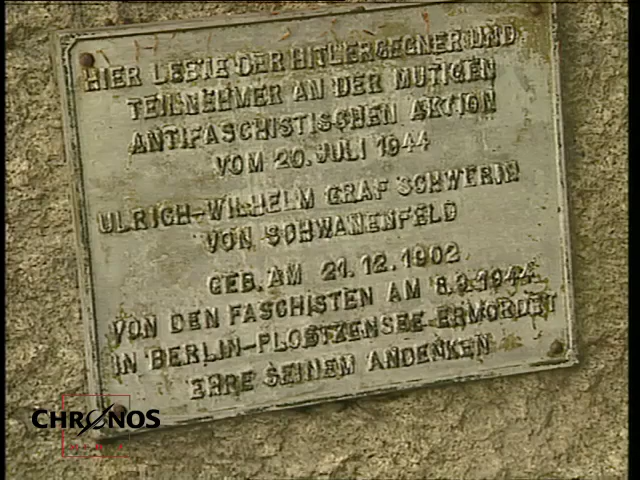 HIER LEBTE DER HITLERGEGNER UND
TEILNEHMER AN DER MUTIGEN
ANTIFASCHISTISCHEN AKTION
VOM 20. JULI 1944
ULRICH-WILHELM GRAF SCHWERIN
VON SCHWANENFELD
GEB. AM 21.12.1902
VON DEN FASCHISTEN AM 8.9.1944
IN BERLIN-PLOETZENSEE ERMORDET
EHRE SEINEM ANDENKEN
CHRONOS